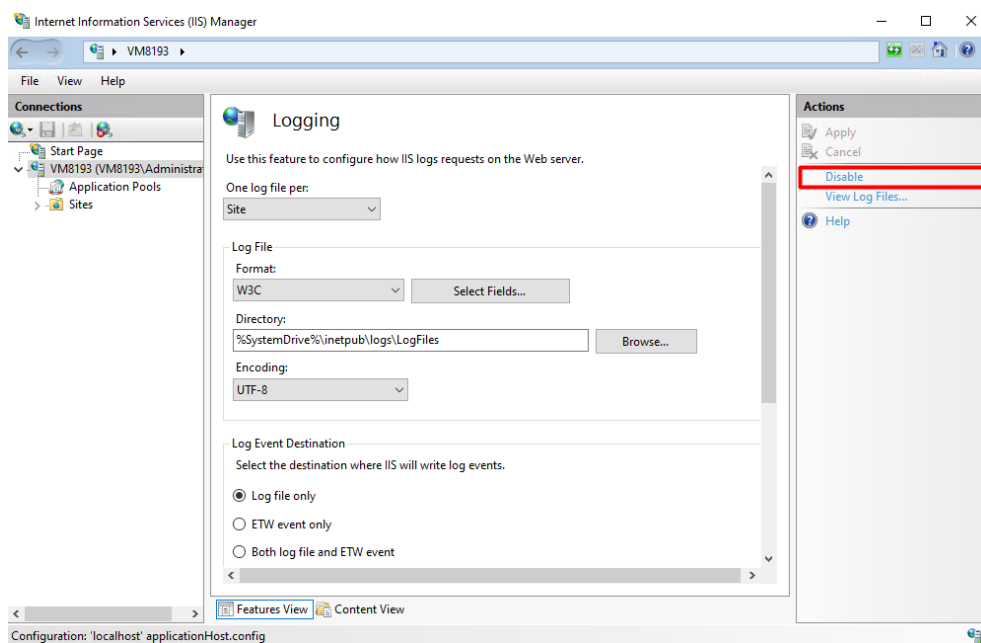 Internet Information Services (IIS) Manager
VM8193
File View Help
Connections
Start Page
VM8193 (VM8193\Administra
Application Pools
Sites
Logging
Use this feature to configure how IIS logs requests on the Web server.
One log file per:
Site
Log File
Format:
W3C
Select Fields...
Directory:
%SystemDrive%\inetpub\logs\LogFiles
Browse...
Encoding:
UTF-8
Log Event Destination
Select the destination where IIS will write log events.
Log file only
ETW event only
Both log file and ETW event
Features View
Content View
Actions
Apply
Cancel
Disable
View Log Files...
Help
Configuration: 'localhost' applicationHost.config